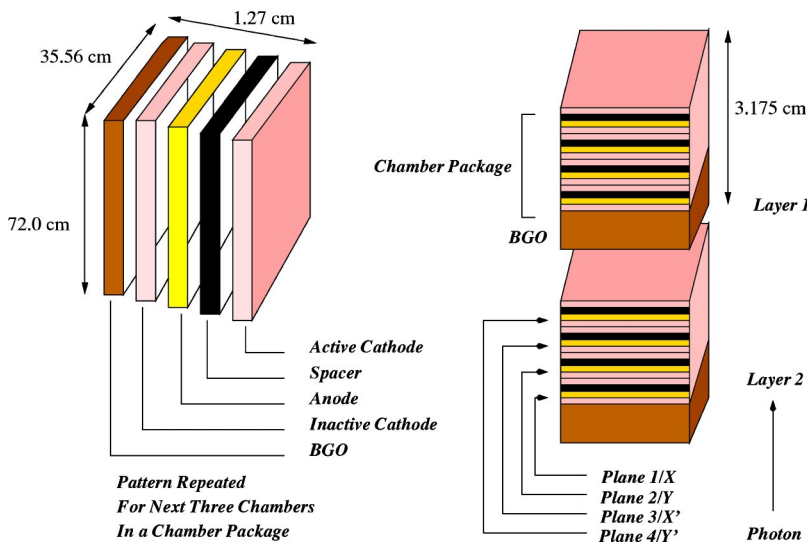 1.27 cm
35.56 cm
72.0 cm
Active Cathode
Spacer
Anode
Inactive Cathode
BGO
Pattern Repeated
For Next Three Chambers
In a Chamber Package
3.175 cm
Chamber Package
Layer 1
BGO
Layer 2
Plane 1/X
Plane 2/Y
Plane 3/X'
Plane 4/Y'
Photon